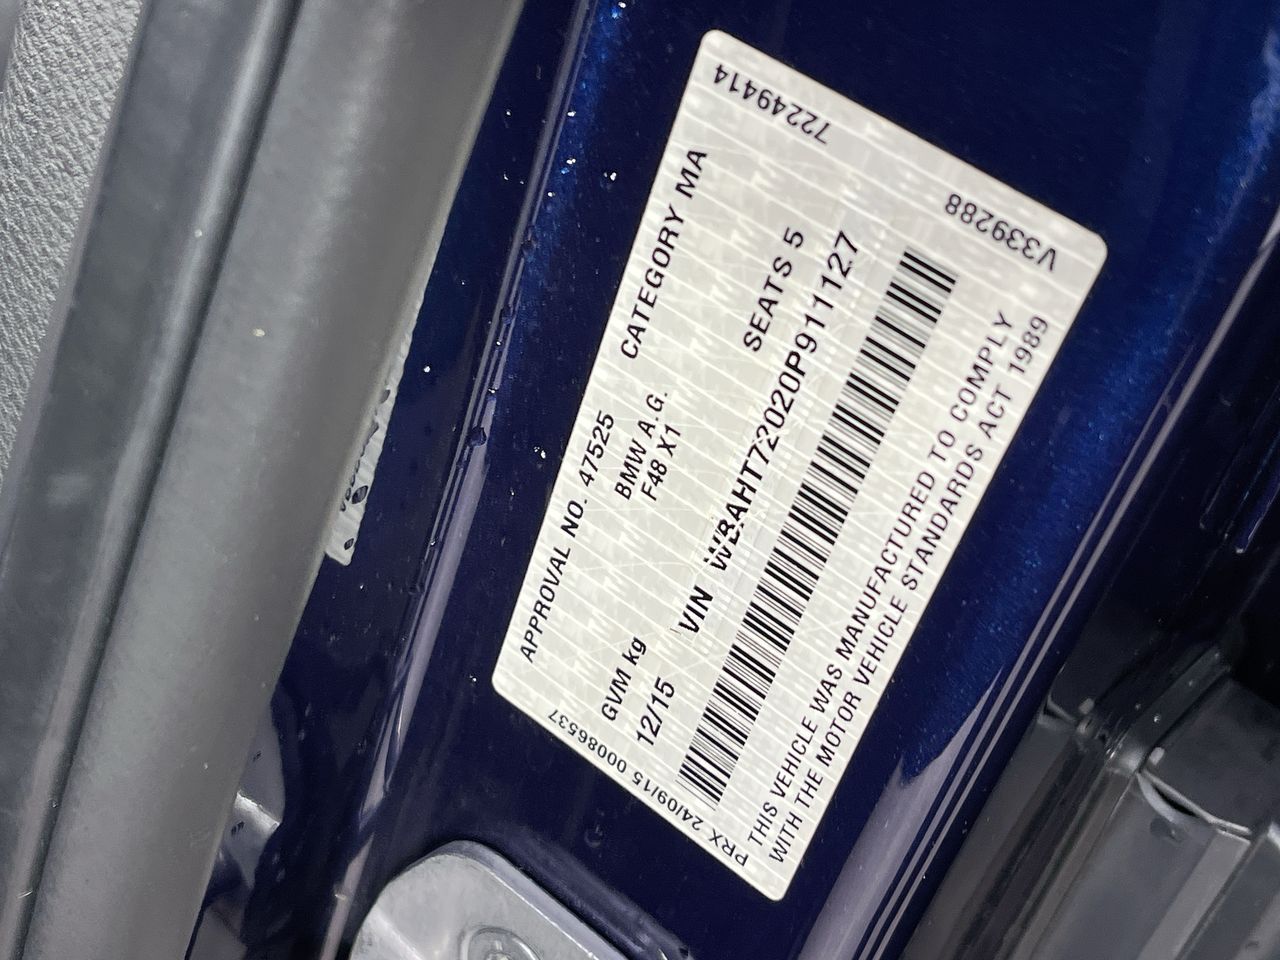 72249414
V339288
APPROVAL NO. 47525 CATEGORY MA
BMW A.G.
F48 X1
GVM kg SEATS 5
12/15
VIN WBAHT72020P911127
THIS VEHICLE WAS MANUFACTURED TO COMPLY
WITH THE MOTOR VEHICLE STANDARDS ACT 1989
PRX 24/09/15 00086537